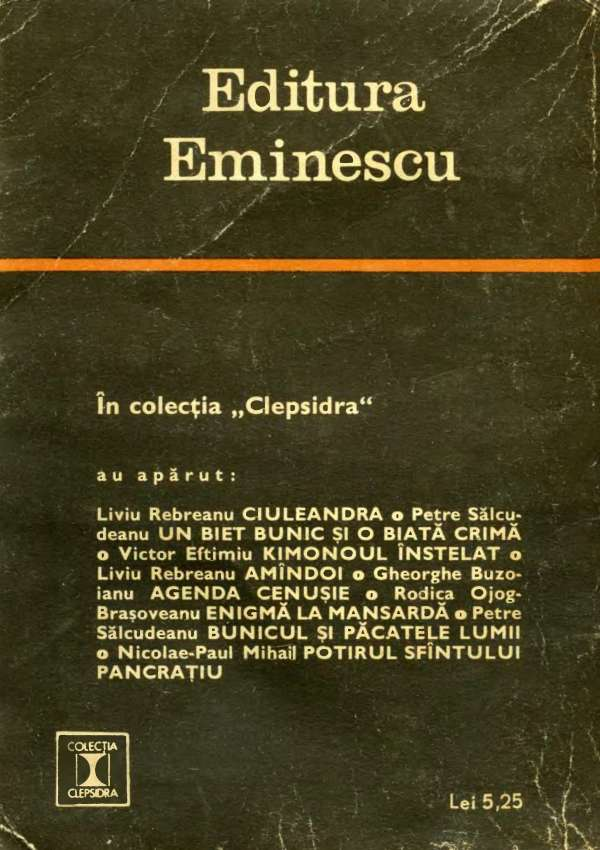 Editura
Eminescu
În colecția „Clepsidra“
au apărut:
Liviu Rebreanu CIULEANDRA o Petre Sălcu-
deanu UN BIET BUNIC ȘI O BIATĂ CRIMĂ
o Victor Eftimiu KIMONOUL ÎNSTELAT o
Liviu Rebreanu AMÎNDOI o Gheorghe Buzo-
ianu AGENDA CENUȘIE o Rodica Ojog-
Brașoveanu ENIGMĂ LA MANSARDĂ o Petre
Sălcudeanu BUNICUL ȘI PĂCATELE LUMII
o Nicolae-Paul Mihail POTIRUL SFÎNTULUI
PANCRAȚIU
COLECȚIA
CLEPSIDRA
Lei 5,25